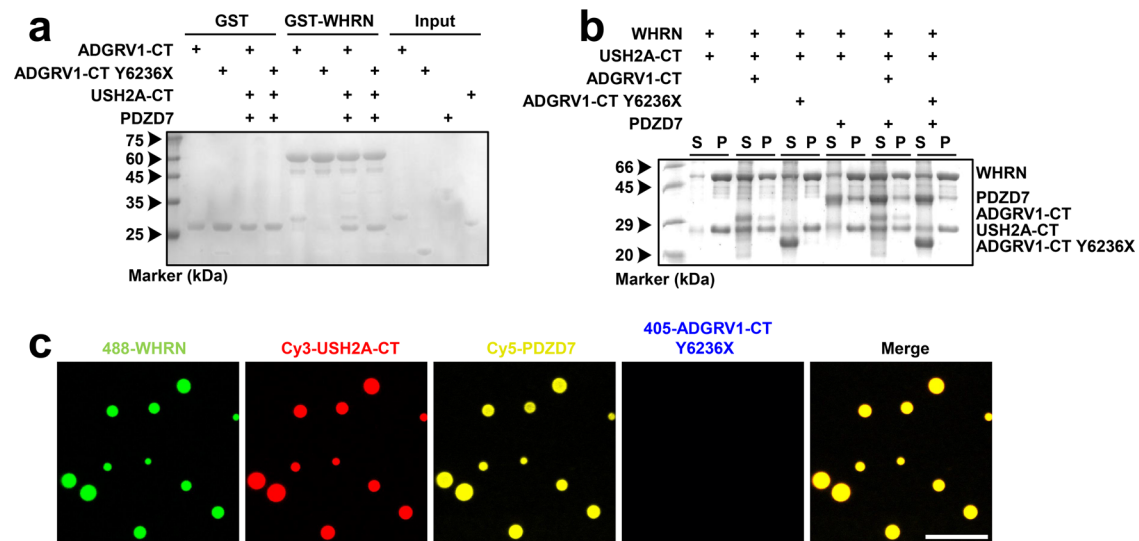 a
GST GST-WHRN Input
ADGRV1-CT + + + + +
ADGRV1-CT Y6236X + + + + +
USH2A-CT + + + + +
PDZD7 + + + + +
75
60
45
35
25
Marker (kDa)
b
WHRN + + + + + +
USH2A-CT + + + + + +
ADGRV1-CT + +
ADGRV1-CT Y6236X + +
PDZD7 + + +
S P S P S P S P S P S P
66
45
29
20
WHRN
PDZD7
ADGRV1-CT
USH2A-CT
ADGRV1-CT Y6236X
Marker (kDa)
c
488-WHRN
Cy3-USH2A-CT
Cy5-PDZD7
405-ADGRV1-CT
Y6236X
Merge